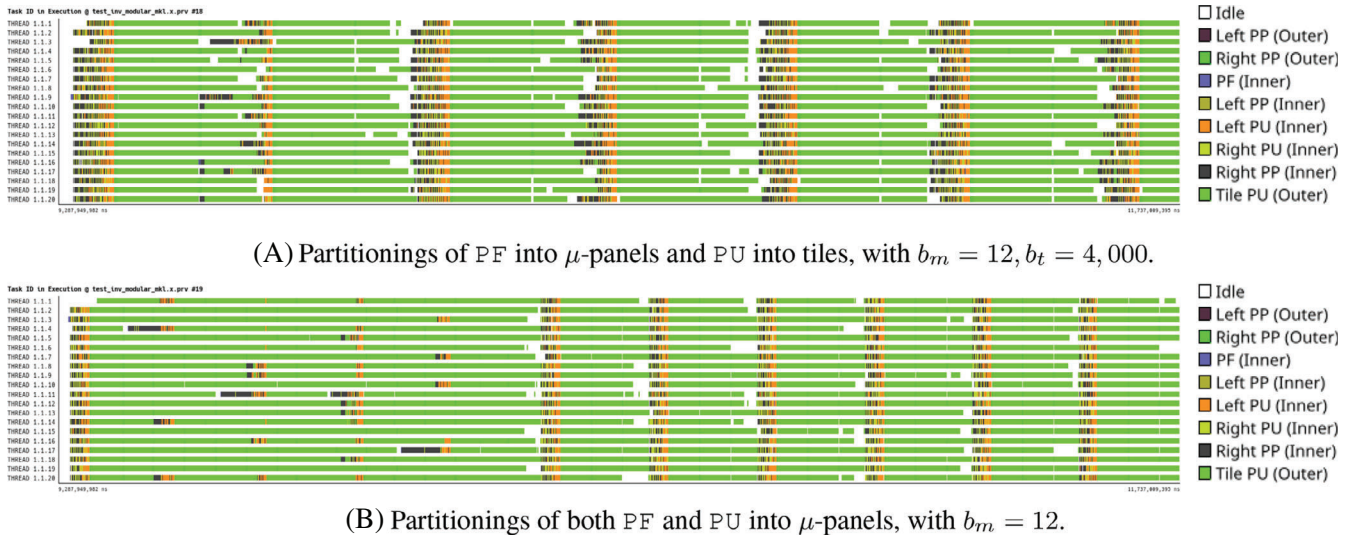 Task ID in Execution @ test_inv_modular_mkl.x.prv #18
THREAD 1.1.1
THREAD 1.1.2
THREAD 1.1.3
THREAD 1.1.4
THREAD 1.1.5
THREAD 1.1.6
THREAD 1.1.7
THREAD 1.1.8
THREAD 1.1.9
THREAD 1.1.10
THREAD 1.1.11
THREAD 1.1.12
THREAD 1.1.13
THREAD 1.1.14
THREAD 1.1.15
THREAD 1.1.16
THREAD 1.1.17
THREAD 1.1.18
THREAD 1.1.19
THREAD 1.1.20
9,287,949,982 ns
11,737,809,395 ns
Idle
Left PP (Outer)
Right PP (Outer)
PF (Inner)
Left PP (Inner)
Left PU (Inner)
Right PU (Inner)
Right PP (Inner)
Tile PU (Outer)
(A) Partitionings of PF into μ-panels and PU into tiles, with b_m = 12, b_t = 4,000.
Task ID in Execution @ test_inv_modular_mkl.x.prv #19
THREAD 1.1.1
THREAD 1.1.2
THREAD 1.1.3
THREAD 1.1.4
THREAD 1.1.5
THREAD 1.1.6
THREAD 1.1.7
THREAD 1.1.8
THREAD 1.1.9
THREAD 1.1.10
THREAD 1.1.11
THREAD 1.1.12
THREAD 1.1.13
THREAD 1.1.14
THREAD 1.1.15
THREAD 1.1.16
THREAD 1.1.17
THREAD 1.1.18
THREAD 1.1.19
THREAD 1.1.20
9,287,949,982 ns
11,737,809,395 ns
Idle
Left PP (Outer)
Right PP (Outer)
PF (Inner)
Left PP (Inner)
Left PU (Inner)
Right PU (Inner)
Right PP (Inner)
Tile PU (Outer)
(B) Partitionings of both PF and PU into μ-panels, with b_m = 12.